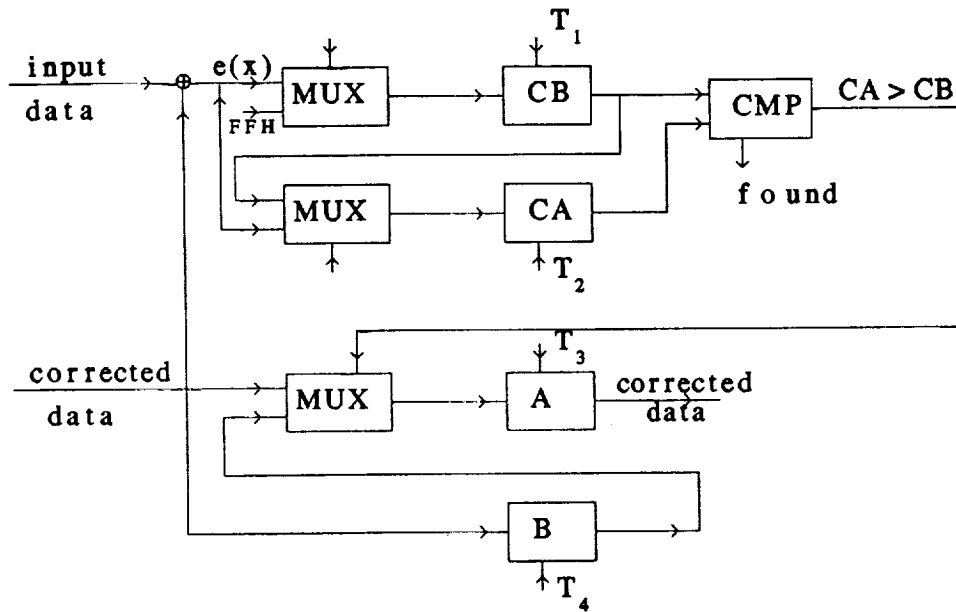 T1
input
data
e(x)
FFH
MUX
CB
CMP
CA > CB
found
MUX
CA
T2
T3
corrected
data
MUX
A
corrected
data
B
T4